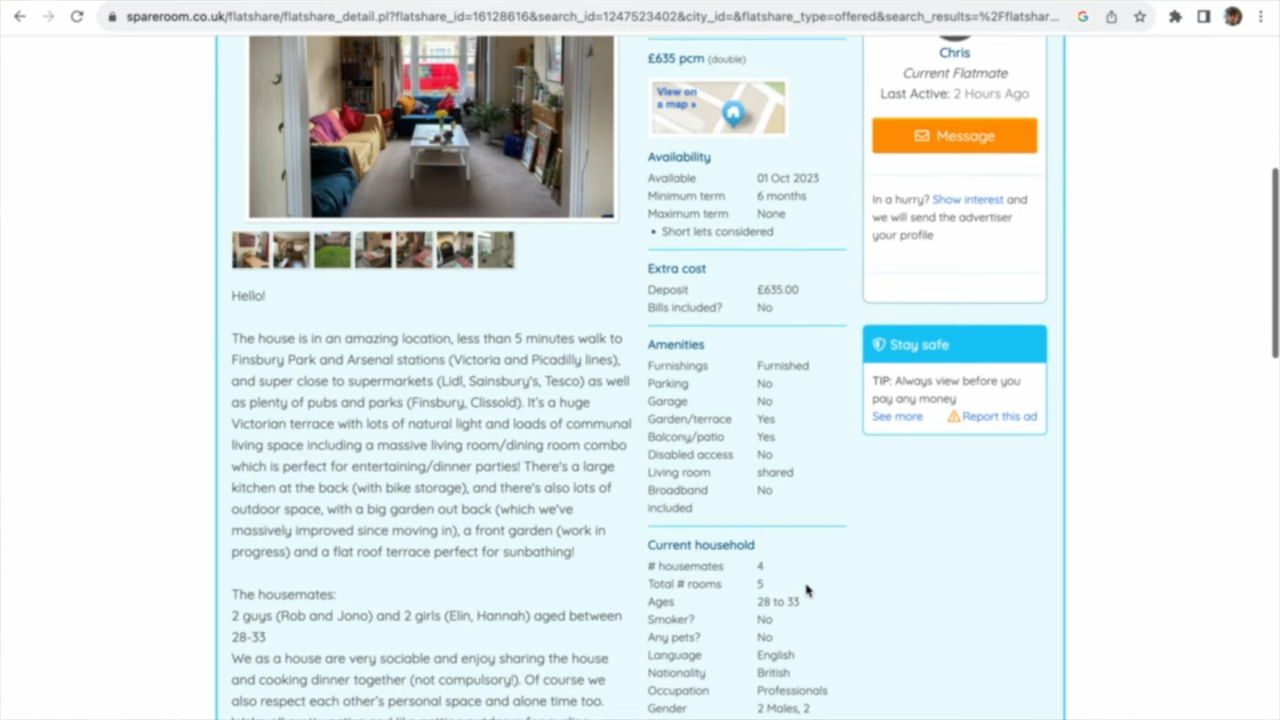 spareroom.co.uk/flatshare/flatshare_detail.pl?flatshare_id=16128616&search_id=1247523402&city_id=&flatshare_type=offered&search_results=%2Fflatshar...
£635 pcm (double)
View on
a map »
Availability
Available 01 Oct 2023
Minimum term 6 months
Maximum term None
• Short lets considered
Extra cost
Deposit £635.00
Bills included? No
Amenities
Furnishings Furnished
Parking No
Garage No
Garden/terrace Yes
Balcony/patio Yes
Disabled access No
Living room shared
Broadband No
included
Current household
# housemates 4
Total # rooms 5
Ages 28 to 33
Smoker? No
Any pets? No
Language English
Nationality British
Occupation Professionals
Gender 2 Males, 2
Hello!
The house is in an amazing location, less than 5 minutes walk to
Finsbury Park and Arsenal stations (Victoria and Picadilly lines),
and super close to supermarkets (Lidl, Sainsbury's, Tesco) as well
as plenty of pubs and parks (Finsbury, Clissold). It's a huge
Victorian terrace with lots of natural light and loads of communal
living space including a massive living room/dining room combo
which is perfect for entertaining/dinner parties! There's a large
kitchen at the back (with bike storage), and there's also lots of
outdoor space, with a big garden out back (which we've
massively improved since moving in), a front garden (work in
progress) and a flat roof terrace perfect for sunbathing!
The housemates:
2 guys (Rob and Jono) and 2 girls (Elin, Hannah) aged between
28-33
We as a house are very sociable and enjoy sharing the house
and cooking dinner together (not compulsory!). Of course we
also respect each other's personal space and alone time too.
Chris
Current Flatmate
Last Active: 2 Hours Ago
Message
In a hurry? Show interest and
we will send the advertiser
your profile
Stay safe
TIP: Always view before you
pay any money
See more Report this ad